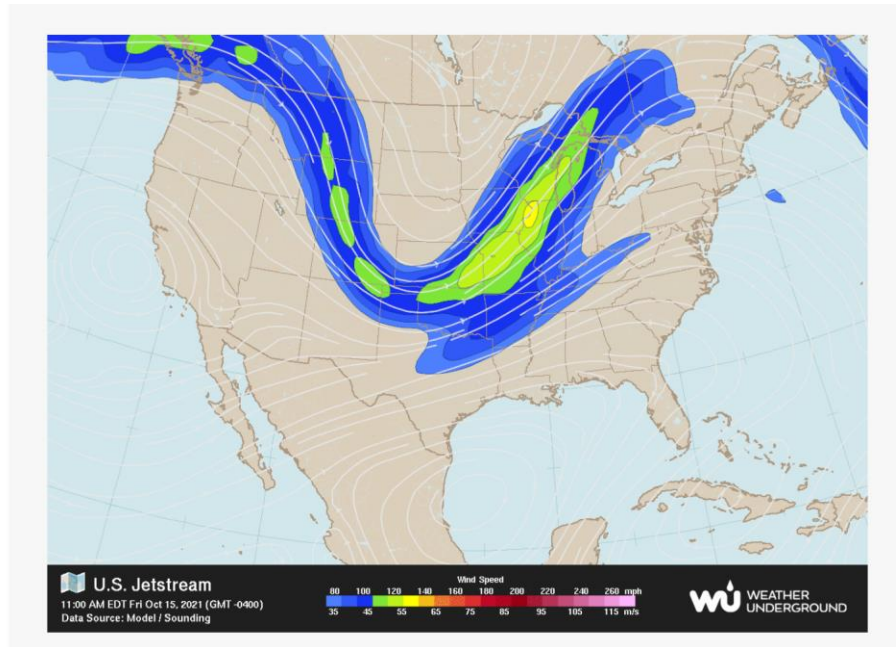 U.S. Jetstream
11:00 AM EDT Fri Oct 15, 2021 (GMT -0400)
Data Source: Model / Sounding
Wind Speed
80 100 120 140 160 180 200 220 240 260 mph
35 45 55 65 75 85 95 105 115 m/s
WU WEATHER
UNDERGROUND